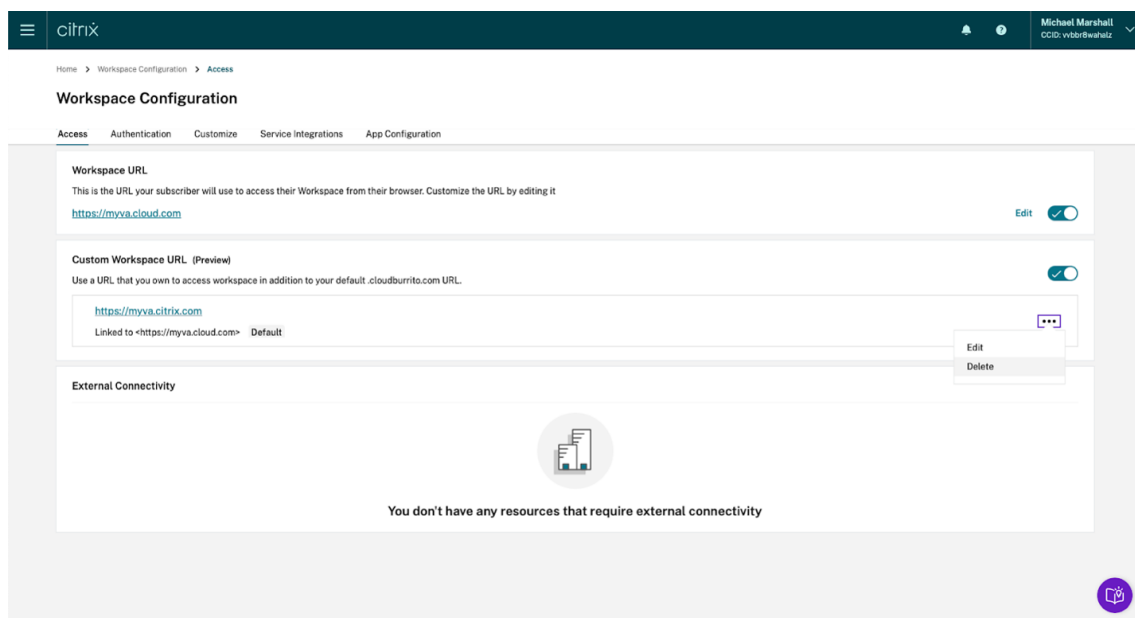 citrix
Michael Marshall
CCID: vvbbr8wahalz
Home > Workspace Configuration > Access
Workspace Configuration
Access Authentication Customize Service Integrations App Configuration
Workspace URL
This is the URL your subscriber will use to access their Workspace from their browser. Customize the URL by editing it
https://myva.cloud.com
Edit
Custom Workspace URL (Preview)
Use a URL that you own to access workspace in addition to your default .cloudburrito.com URL.
https://myva.citrix.com
Linked to <https://myva.cloud.com> Default
Edit
Delete
External Connectivity
You don't have any resources that require external connectivity